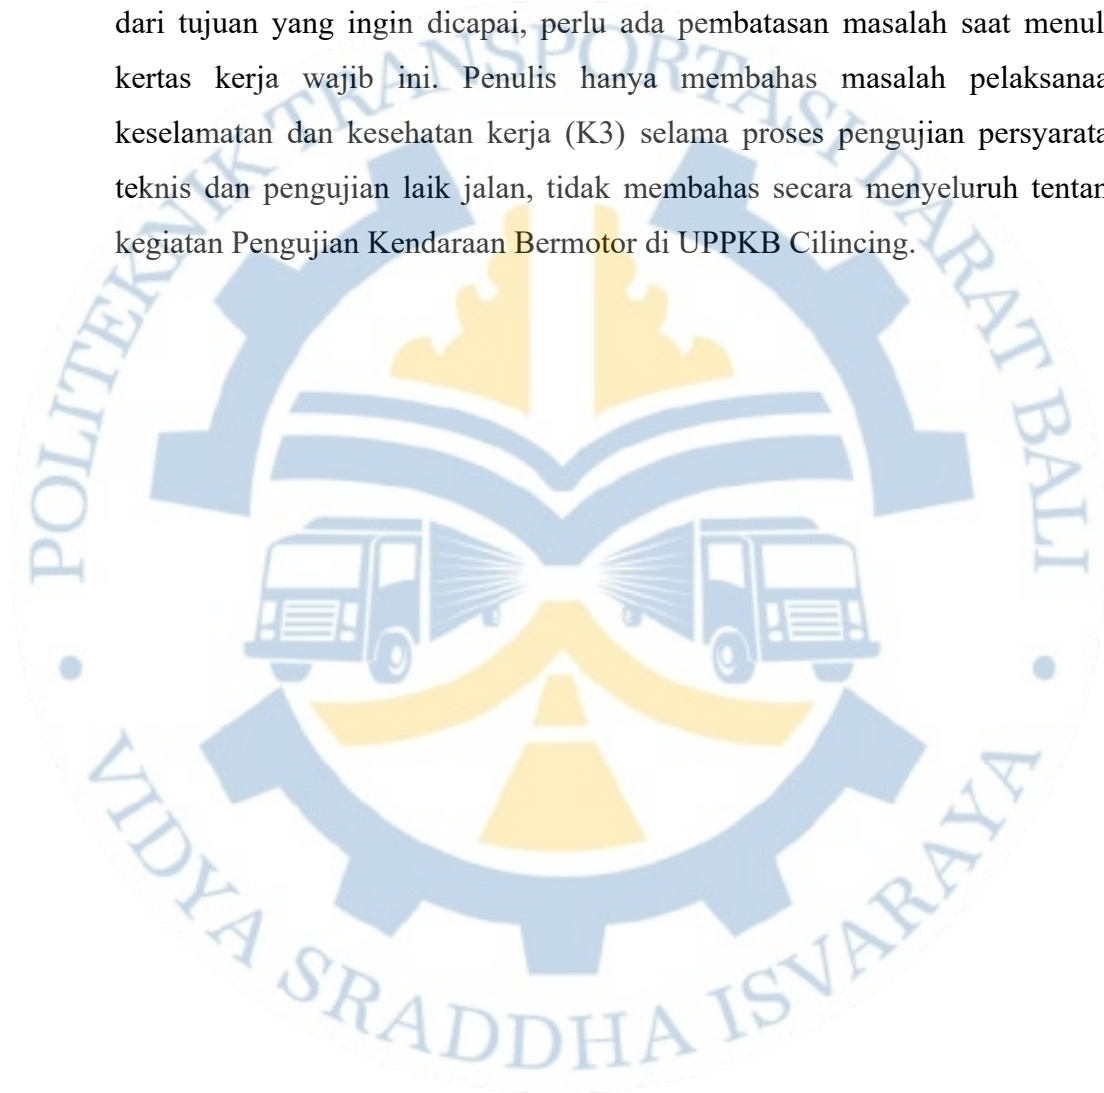 dari tujuan yang ingin dicapai, perlu ada pembatasan masalah saat menul
kertas kerja wajib ini. Penulis hanya membahas masalah pelaksanaa
keselamatan dan kesehatan kerja (K3) selama proses pengujian persyarata
teknis dan pengujian laik jalan, tidak membahas secara menyeluruh tentan
kegiatan Pengujian Kendaraan Bermotor di UPPKB Cilincing.
POLITEKNIK TRANSPORTASI DARAT BALI
VIDYA SRADDHA ISVARAYA